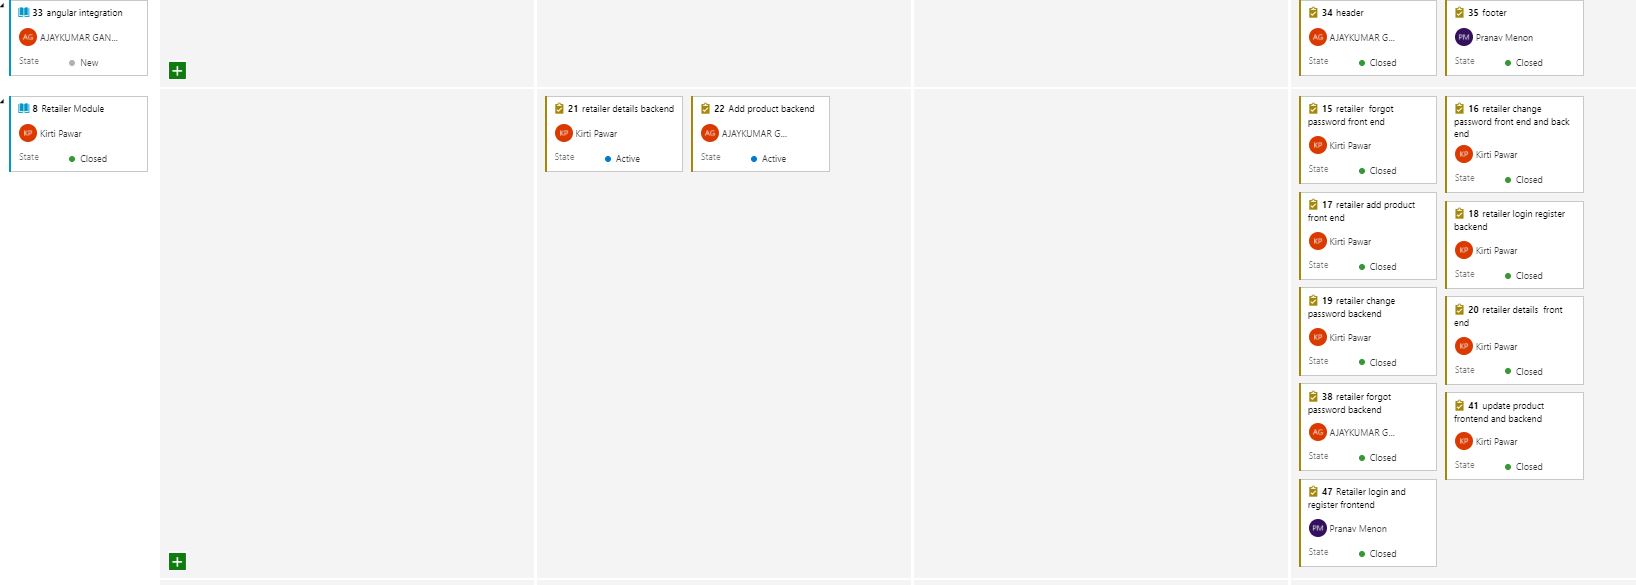 33 angular integration
AG AJAYKUMAR GAN...
State New
34 header
AG AJAYKUMAR G...
State Closed
35 footer
PM Pranav Menon
State Closed
8 Retailer Module
KP Kirti Pawar
State Closed
21 retailer details backend
KP Kirti Pawar
State Active
22 Add product backend
AG AJAYKUMAR G...
State Active
15 retailer forgot
password front end
KP Kirti Pawar
State Closed
16 retailer change
password front end and back
end
KP Kirti Pawar
State Closed
17 retailer add product
front end
KP Kirti Pawar
State Closed
18 retailer login register
backend
KP Kirti Pawar
State Closed
19 retailer change
password backend
KP Kirti Pawar
State Closed
20 retailer details front
end
KP Kirti Pawar
State Closed
38 retailer forgot
password backend
AG AJAYKUMAR G...
State Closed
41 update product
frontend and backend
KP Kirti Pawar
State Closed
47 Retailer login and
register frontend
PM Pranav Menon
State Closed